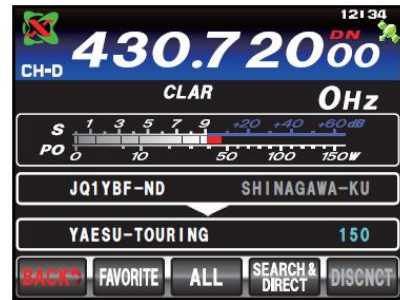 12:34
CH-D 430.72000 DN
CLAR 0Hz
S 1 3 5 7 9 +20 +40 +60dB
PO 0 10 50 100 150W
JQ1YBF-ND SHINAGAWA-KU
YAESU-TOURING 150
BACK FAVORITE ALL SEARCH & DIRECT DISCNCT